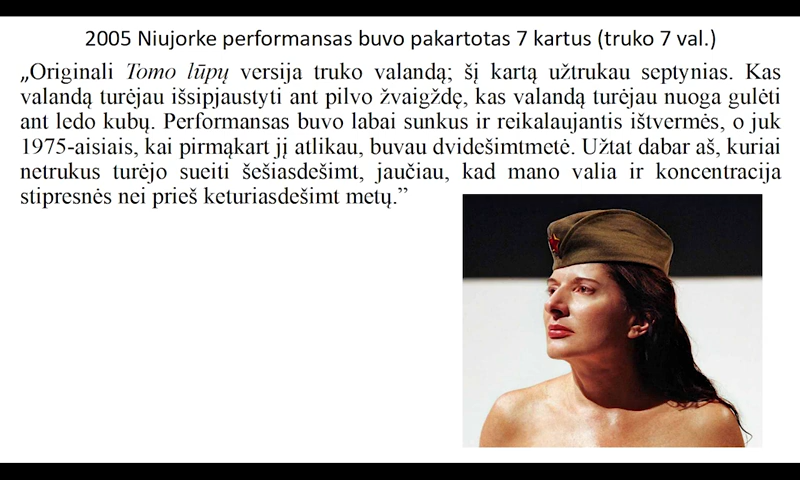 2005 Niujorke performansas buvo pakartotas 7 kartus (truko 7 val.)
„Originali Tomo lūpų versija truko valandą; šį kartą užtrukau septynias. Kas
valandą turėjau išsipjaustyti ant pilvo žvaigždę, kas valandą turėjau nuoga gulėti
ant ledo kubų. Performansas buvo labai sunkus ir reikalaujantis ištvermės, o juk
1975-aisiais, kai pirmąkart jį atlikau, buvau dvidešimtmetė. Užtat dabar aš, kuriai
netrukus turėjo sueiti šešiasdešimt, jaučiau, kad mano valia ir koncentracija
stipresnės nei prieš keturiasdešimt metų.”